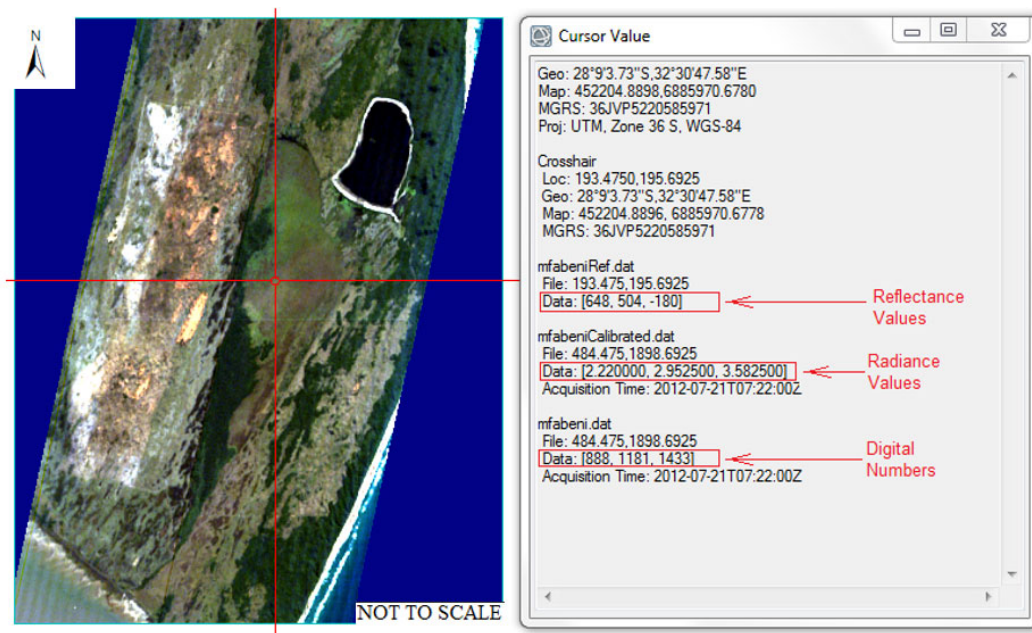 N
NOT TO SCALE
Cursor Value
Geo: 28°9'3.73"S,32°30'47.58"E
Map: 452204.8898,6885970.6780
MGRS: 36JVP5220585971
Proj: UTM, Zone 36 S, WGS-84
Crosshair
Loc: 193.4750,195.6925
Geo: 28°9'3.73"S,32°30'47.58"E
Map: 452204.8896, 6885970.6778
MGRS: 36JVP5220585971
mfabeniRef.dat
File: 193.475,195.6925
Data: [648, 504, -180]
Reflectance
Values
mfabeniCalibrated.dat
File: 484.475,1898.6925
Data: [2.220000, 2.952500, 3.582500]
Acquisition Time: 2012-07-21T07:22:00Z
Radiance
Values
mfabeni.dat
File: 484.475,1898.6925
Data: [888, 1181, 1433]
Acquisition Time: 2012-07-21T07:22:00Z
Digital
Numbers